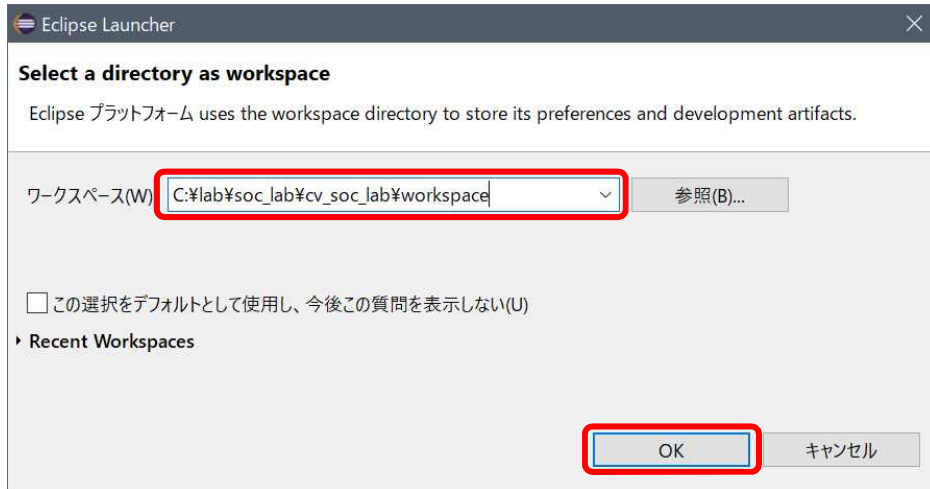 Eclipse Launcher
Select a directory as workspace
Eclipse プラットフォーム uses the workspace directory to store its preferences and development artifacts.
ワークスペース(W) C:¥lab¥soc_lab¥cv_soc_lab¥workspace 参照(B)...
この選択をデフォルトとして使用し、今後この質問を表示しない(U)
Recent Workspaces
OK キャンセル